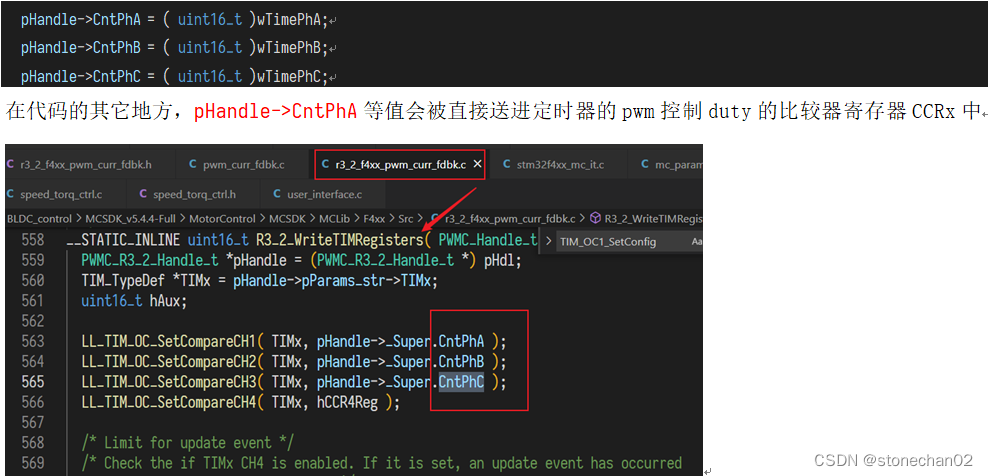 pHandle->CntPhA = ( uint16_t )wTimePhA;
pHandle->CntPhB = ( uint16_t )wTimePhB;
pHandle->CntPhC = ( uint16_t )wTimePhC;
在代码的其它地方，pHandle->CntPhA 等值会被直接送进定时器的 pwm 控制 duty 的比较器寄存器 CCRx 中
C r3_2_f4xx_pwm_curr_fdbk.h C pwm_curr_fdbk.c C r3_2_f4xx_pwm_curr_fdbk.c × C stm32f4xx_mc_it.c C mc_param
C speed_torq_ctrl.c C speed_torq_ctrl.h C user_interface.c
BLDC_control > MCSDK_v5.4.4-Full > MotorControl > MCSDK > MCLib > F4xx > Src > C r3_2_f4xx_pwm_curr_fdbk.c > R3_2_WriteTIMRegis
558 __STATIC_INLINE uint16_t R3_2_WriteTIMRegisters( PWMC_Handle_t > TIM_OC1_SetConfig Aa
559 PWMC_R3_2_Handle_t *pHandle = (PWMC_R3_2_Handle_t *) pHdl;
560 TIM_TypeDef *TIMx = pHandle->pParams_str->TIMx;
561 uint16_t hAux;
562
563 LL_TIM_OC_SetCompareCH1( TIMx, pHandle->_Super.CntPhA );
564 LL_TIM_OC_SetCompareCH2( TIMx, pHandle->_Super.CntPhB );
565 LL_TIM_OC_SetCompareCH3( TIMx, pHandle->_Super.CntPhC );
566 LL_TIM_OC_SetCompareCH4( TIMx, hCCR4Reg );
567
568 /* Limit for update event */
569 /* Check the if TIMx CH4 is enabled. If it is set, an update event has occurred
CSDN @stonechan02